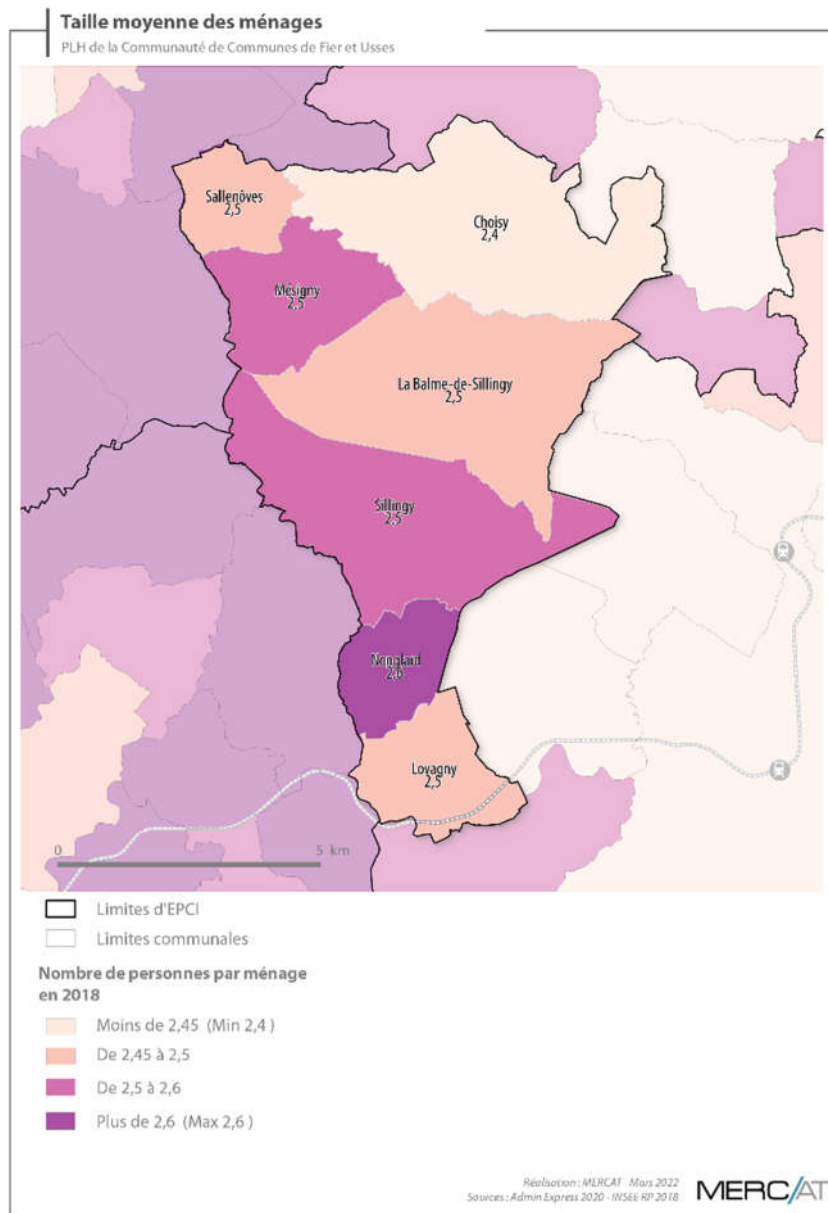 Taille moyenne des ménages
PLH de la Communauté de Communes de Fier et Usses
Sallenôves
2,5
Choisy
2,4
Mésigny
2,5
La Balme-de-Sillingy
2,5
Sillingy
2,5
Nonglard
2,6
Lovagny
2,5
0 5 km
Limites d'EPCI
Limites communales
Nombre de personnes par ménage
en 2018
Moins de 2,45 (Min 2,4 )
De 2,45 à 2,5
De 2,5 à 2,6
Plus de 2,6 (Max 2,6 )
Réalisation : MERCAT Mars 2022
Sources : Admin Express 2020 - INSEE RP 2018
MERC/AT